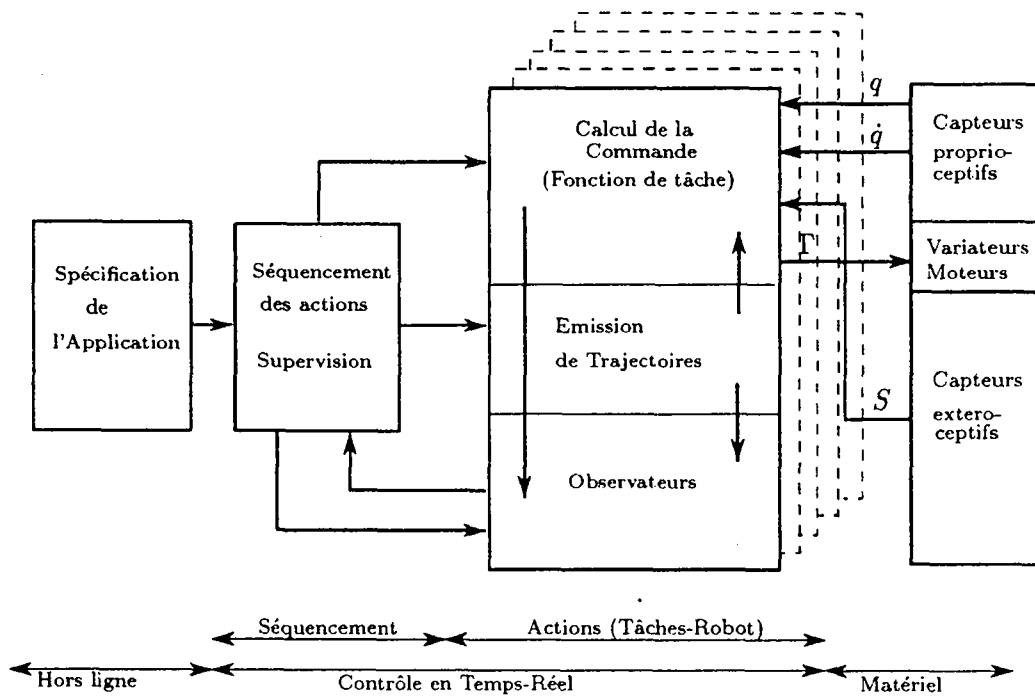 Spécification
de
l'Application
Séquencement
des actions
Supervision
Calcul de la
Commande
(Fonction de tâche)
Emission
de Trajectoires
Observateurs
q
q̇
Γ
S
Capteurs
proprio-
ceptifs
Variateurs
Moteurs
Capteurs
extero-
ceptifs
Séquencement
Actions (Tâches-Robot)
Hors ligne
Contrôle en Temps-Réel
Matériel